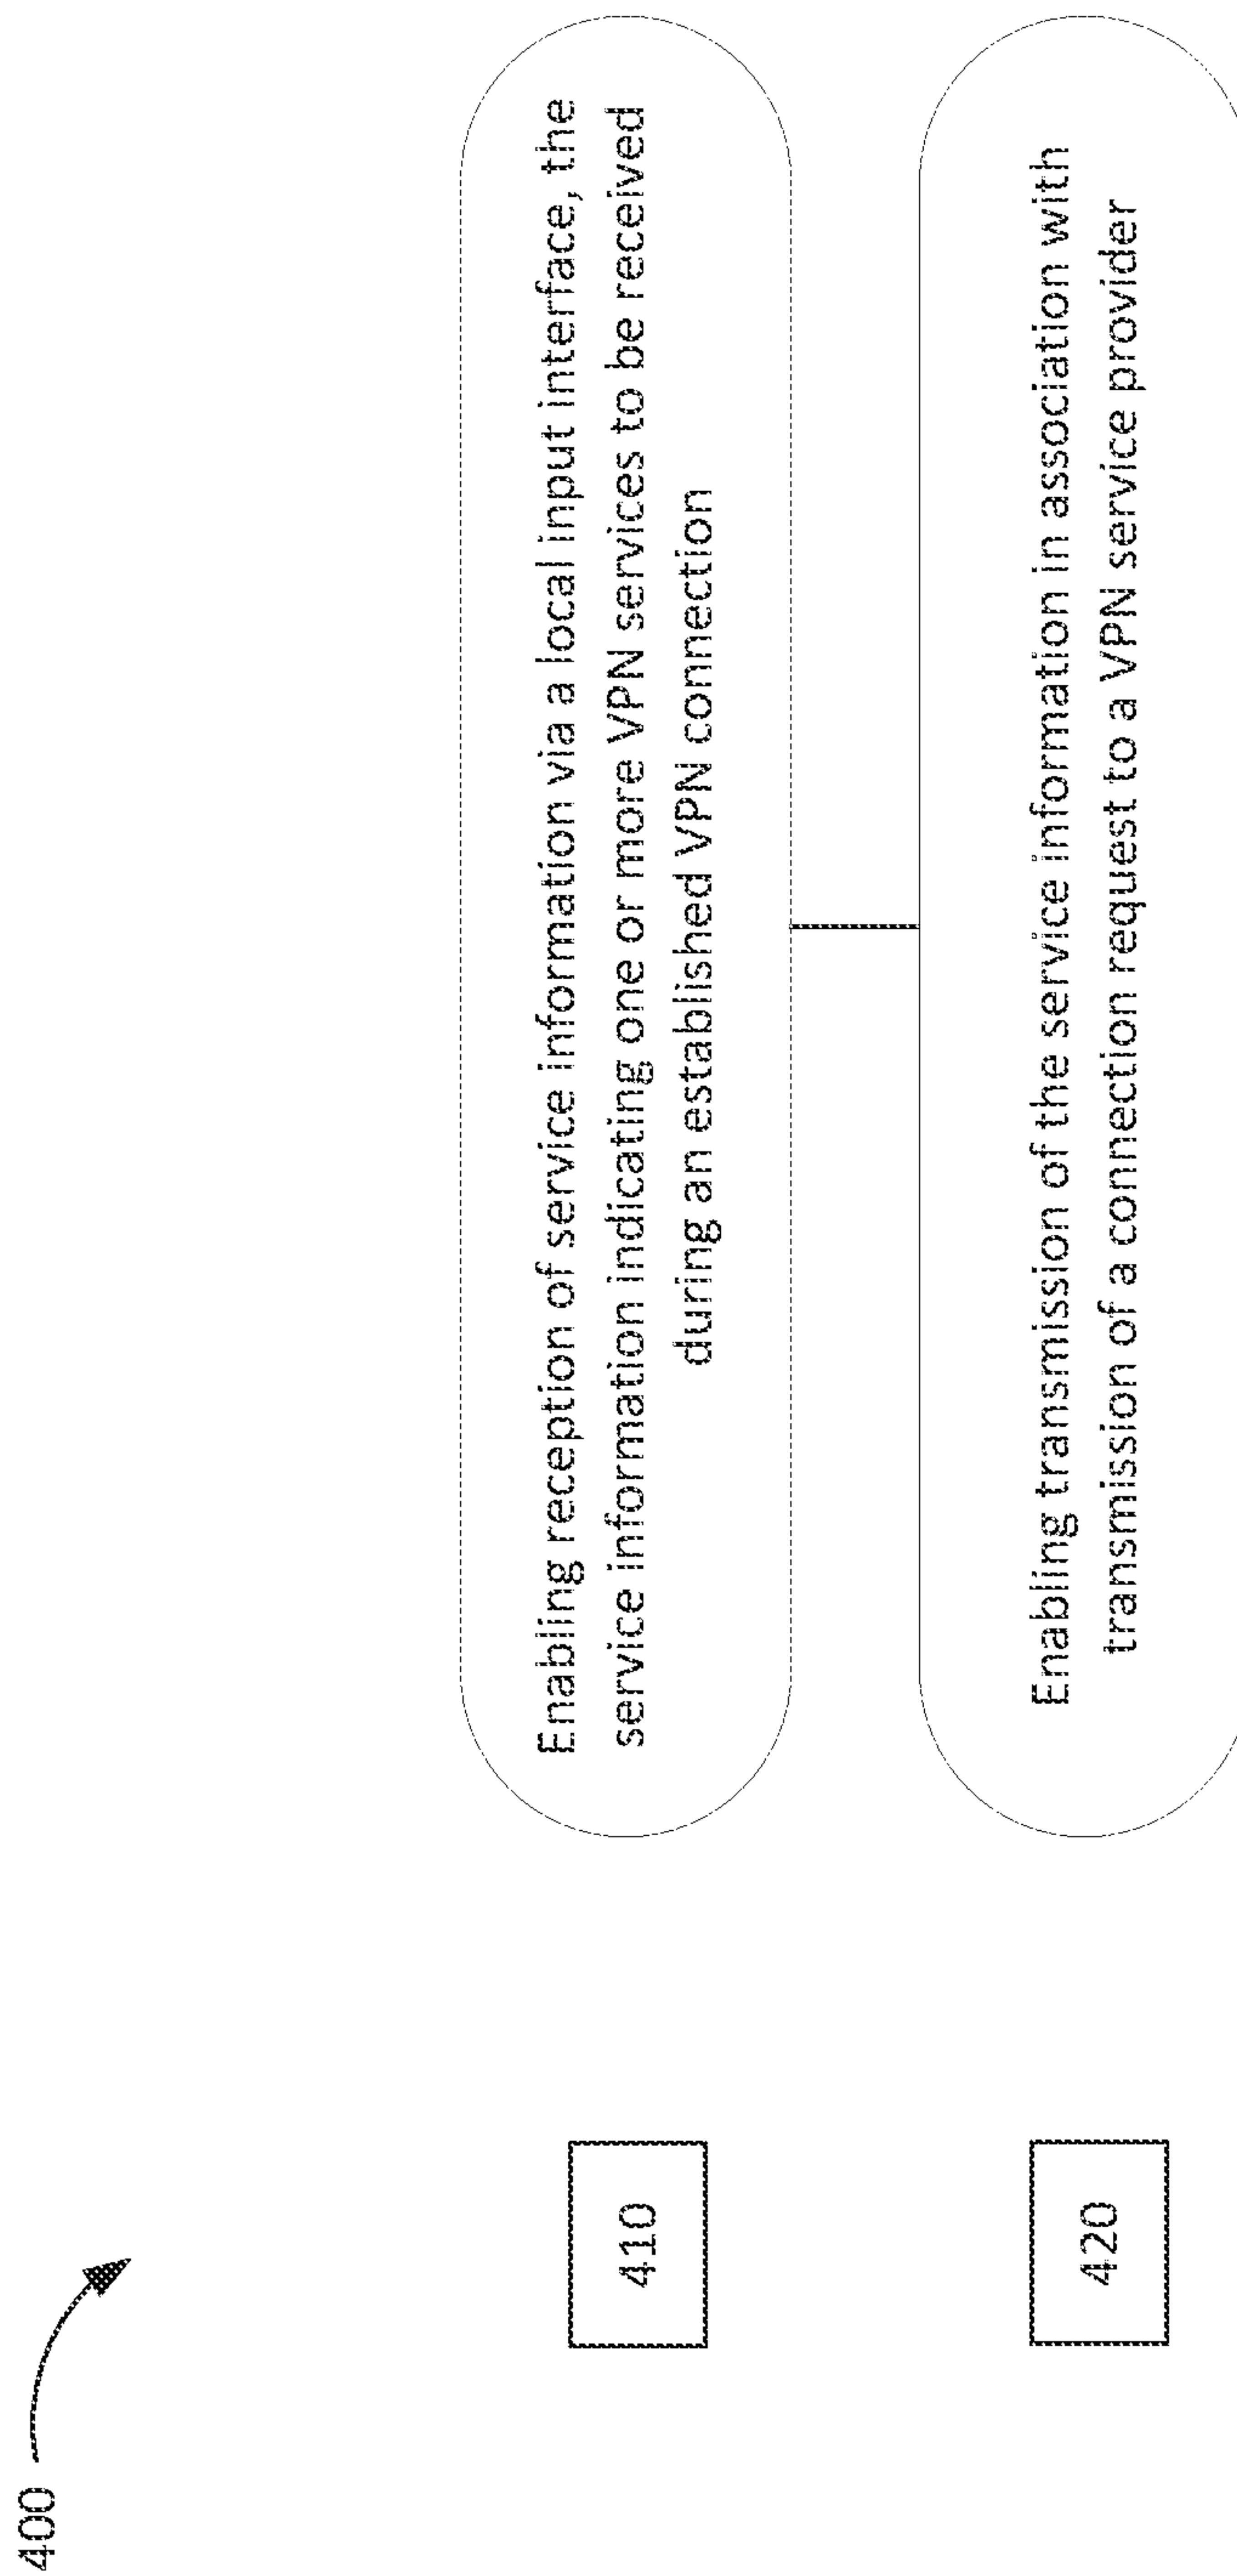 400
410
Enabling reception of service information via a local input interface, the
service information indicating one or more VPN services to be received
during an established VPN connection
420
Enabling transmission of the service information in association with
transmission of a connection request to a VPN service provider